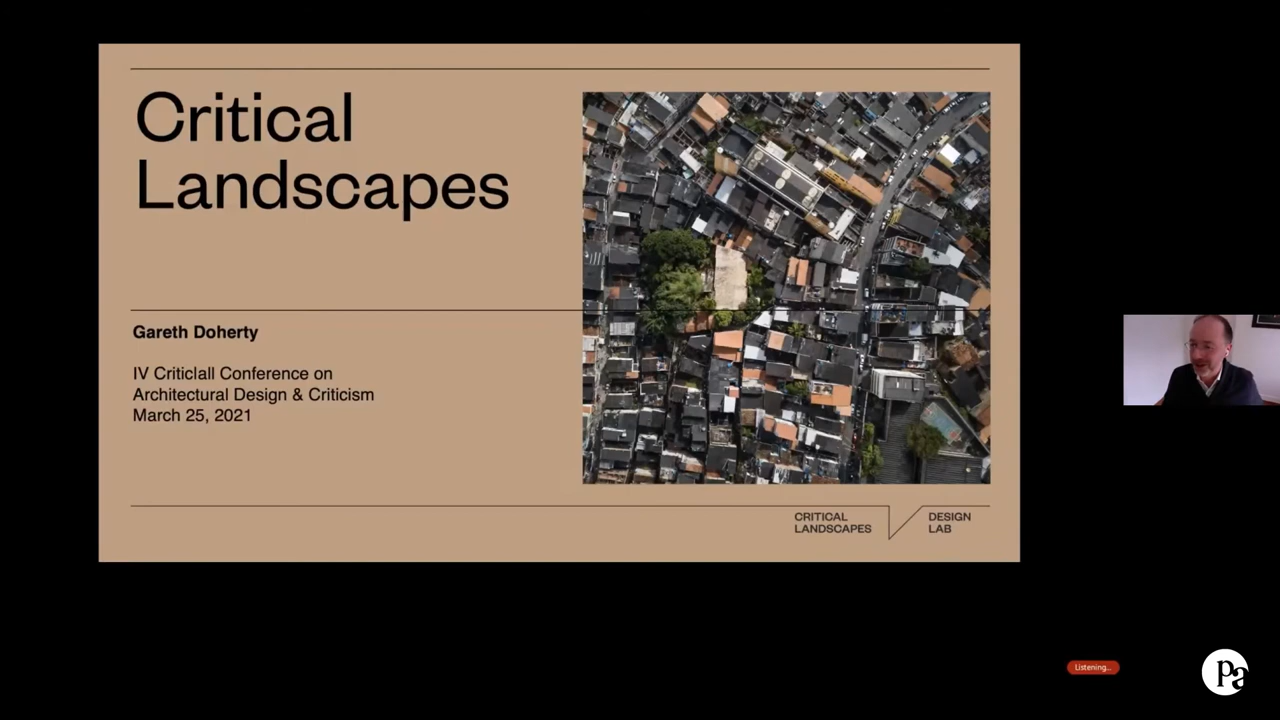 Critical
Landscapes
Gareth Doherty
IV Criticlall Conference on
Architectural Design & Criticism
March 25, 2021
CRITICAL
LANDSCAPES
DESIGN
LAB
Listening...
Pa